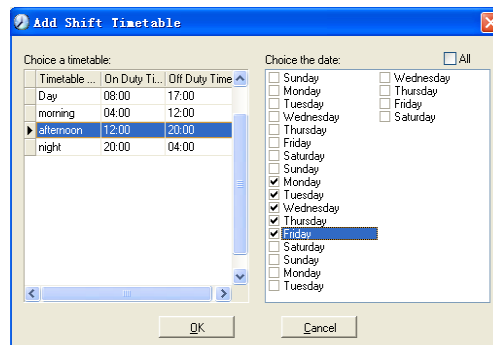 Add Shift Timetable
Choice a timetable:
Timetable ... On Duty Ti... Off Duty Time
Day 08:00 17:00
morning 04:00 12:00
afternoon 12:00 20:00
night 20:00 04:00
Choice the date:
All
Sunday
Monday
Tuesday
Wednesday
Thursday
Friday
Saturday
Sunday
Monday
Tuesday
Wednesday
Thursday
Friday
Saturday
Sunday
Monday
Tuesday
Wednesday
Thursday
Friday
Saturday
OK
Cancel